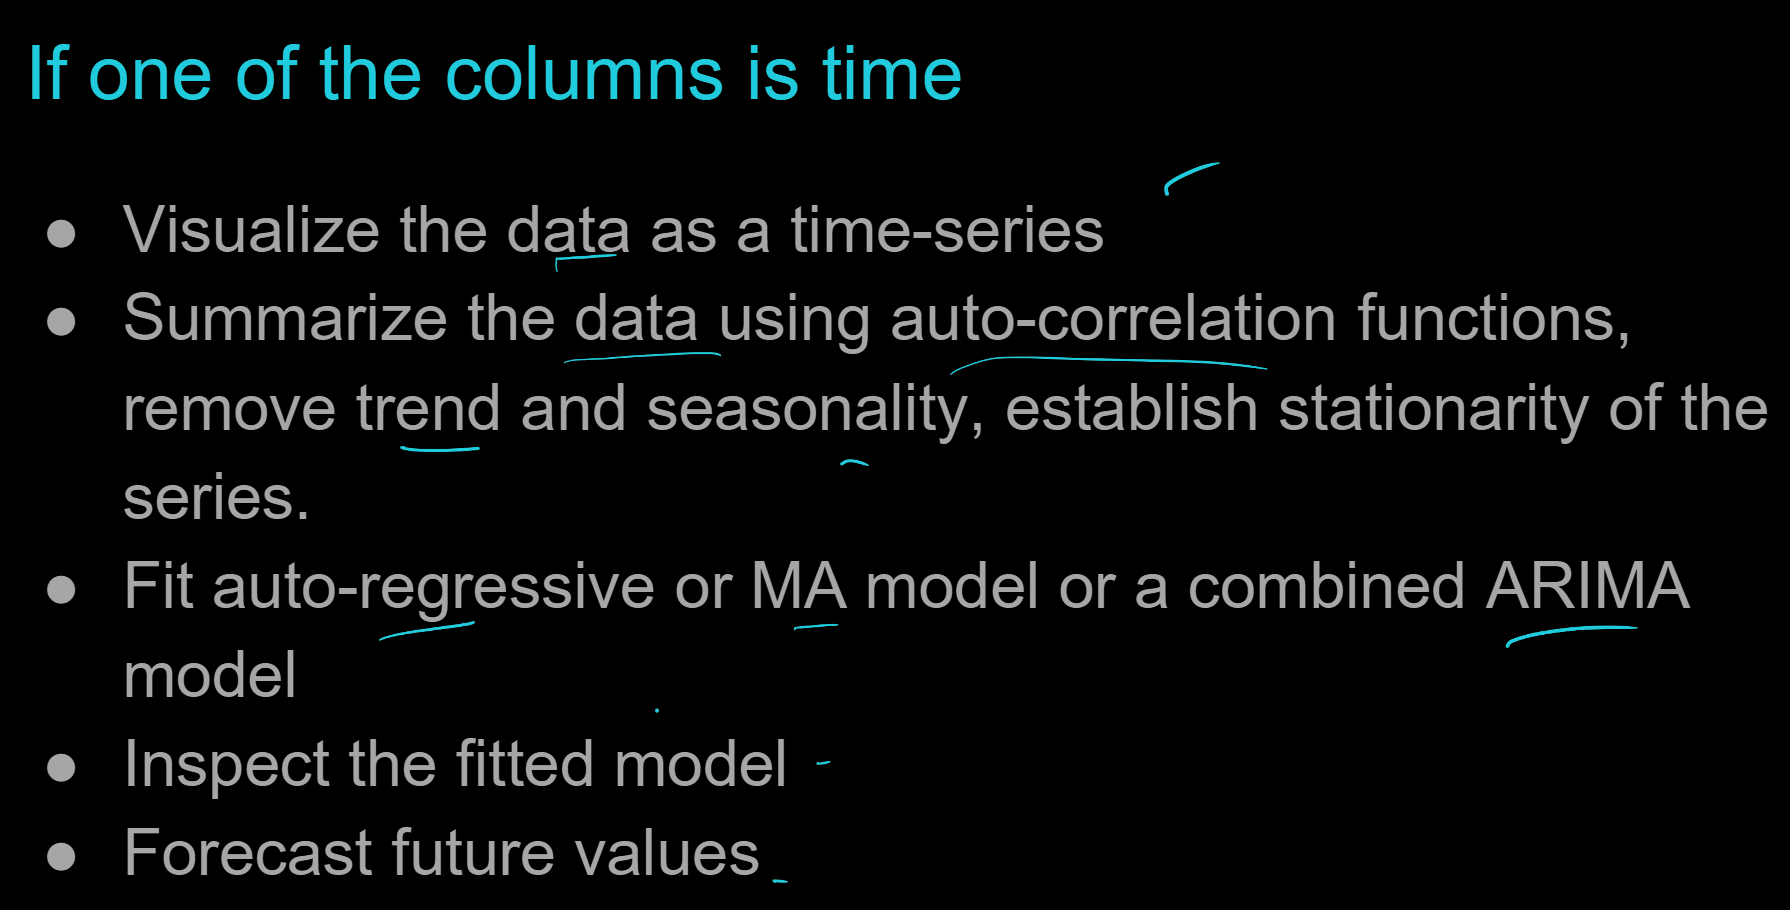 If one of the columns is time
● Visualize the data as a time-series
● Summarize the data using auto-correlation functions,
remove trend and seasonality, establish stationarity of the
series.
● Fit auto-regressive or MA model or a combined ARIMA
model
● Inspect the fitted model
● Forecast future values